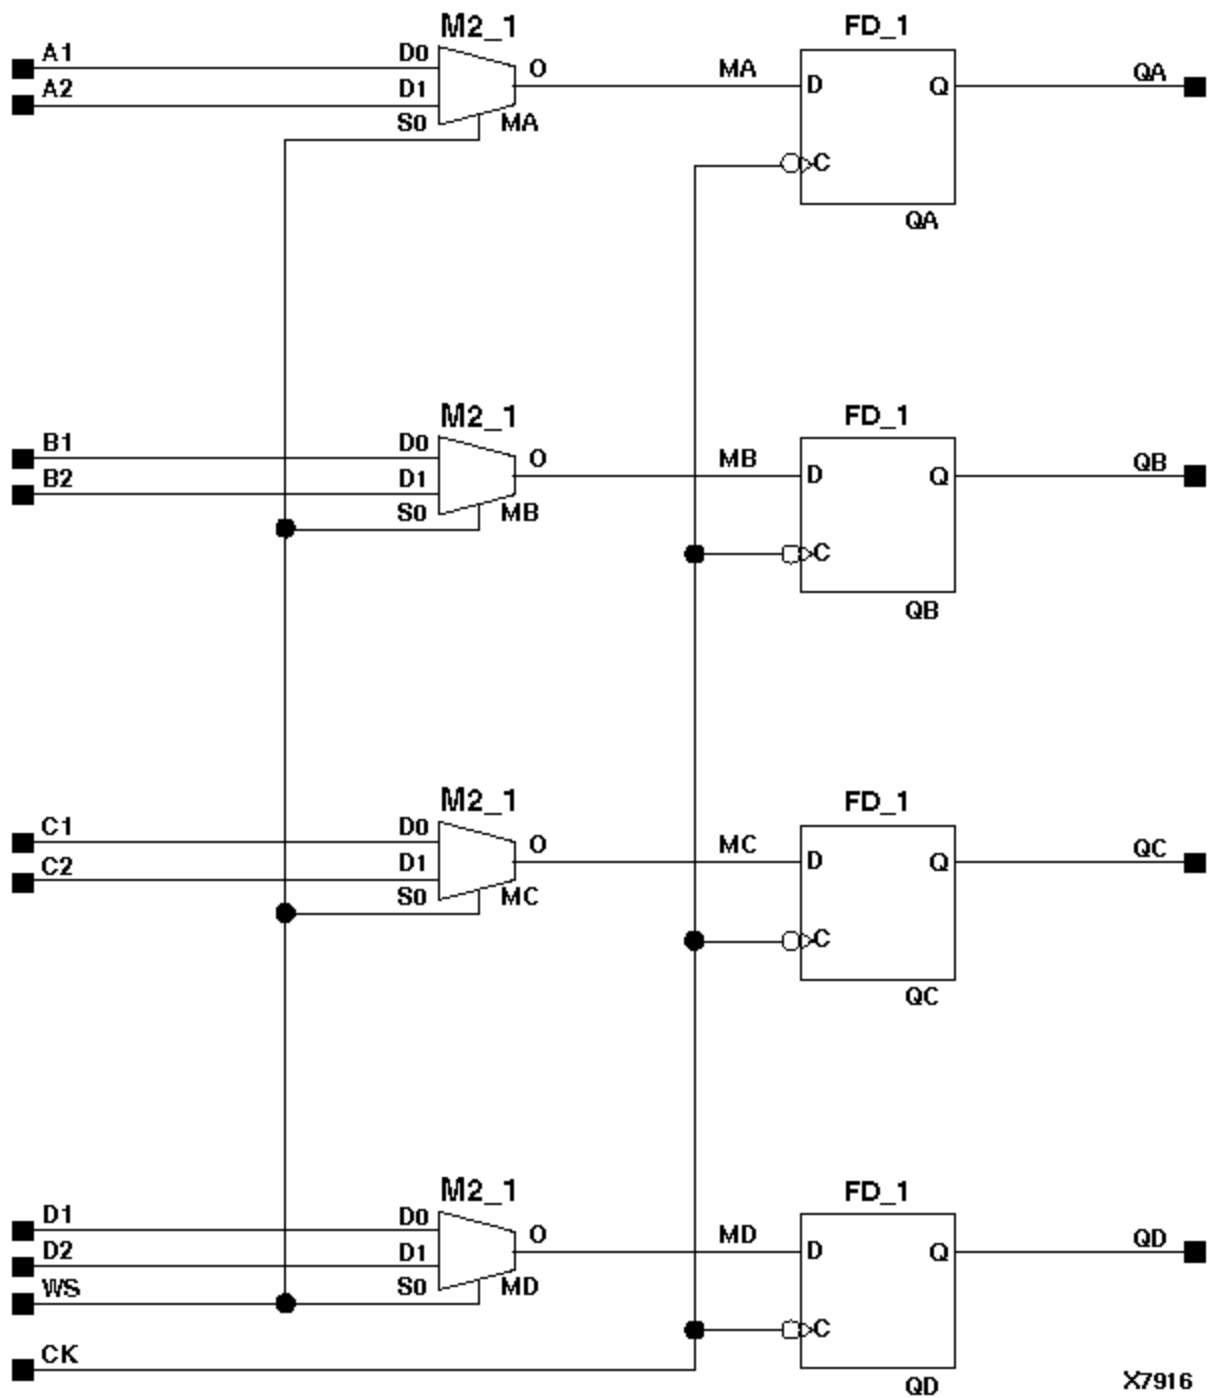 M2_1 FD_1
A1 D0 O MA D Q QA
A2 D1
S0 MA
C
QA
M2_1 FD_1
B1 D0 O MB D Q QB
B2 D1
S0 MB
C
QB
M2_1 FD_1
C1 D0 O MC D Q QC
C2 D1
S0 MC
C
QC
M2_1 FD_1
D1 D0 O MD D Q QD
D2 D1
WS S0 MD
C
CK
QD X7916